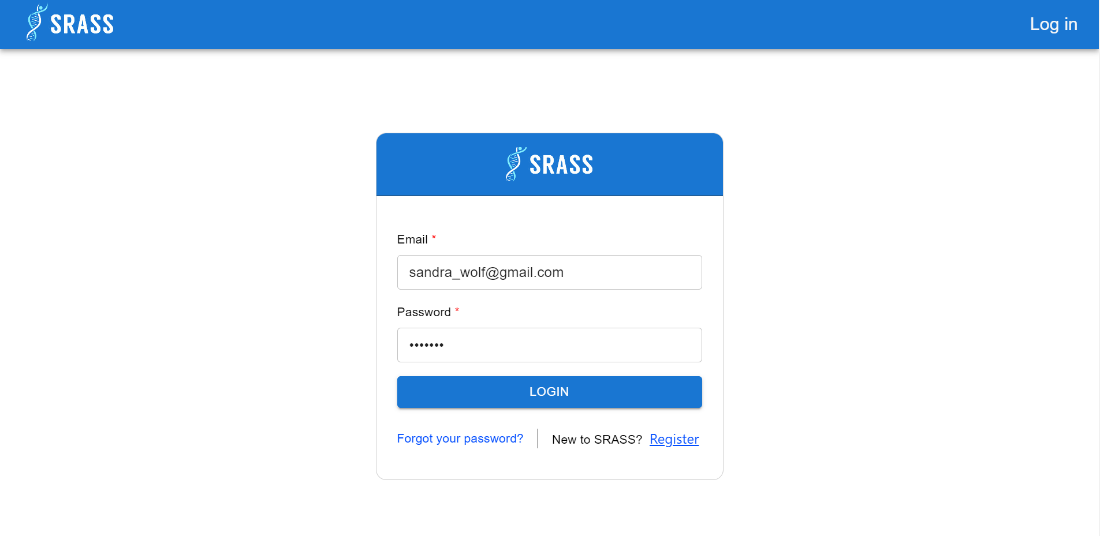 SRASS
Log in
SRASS
Email *
sandra_wolf@gmail.com
Password *
•••••••
LOGIN
Forgot your password?
New to SRASS? Register